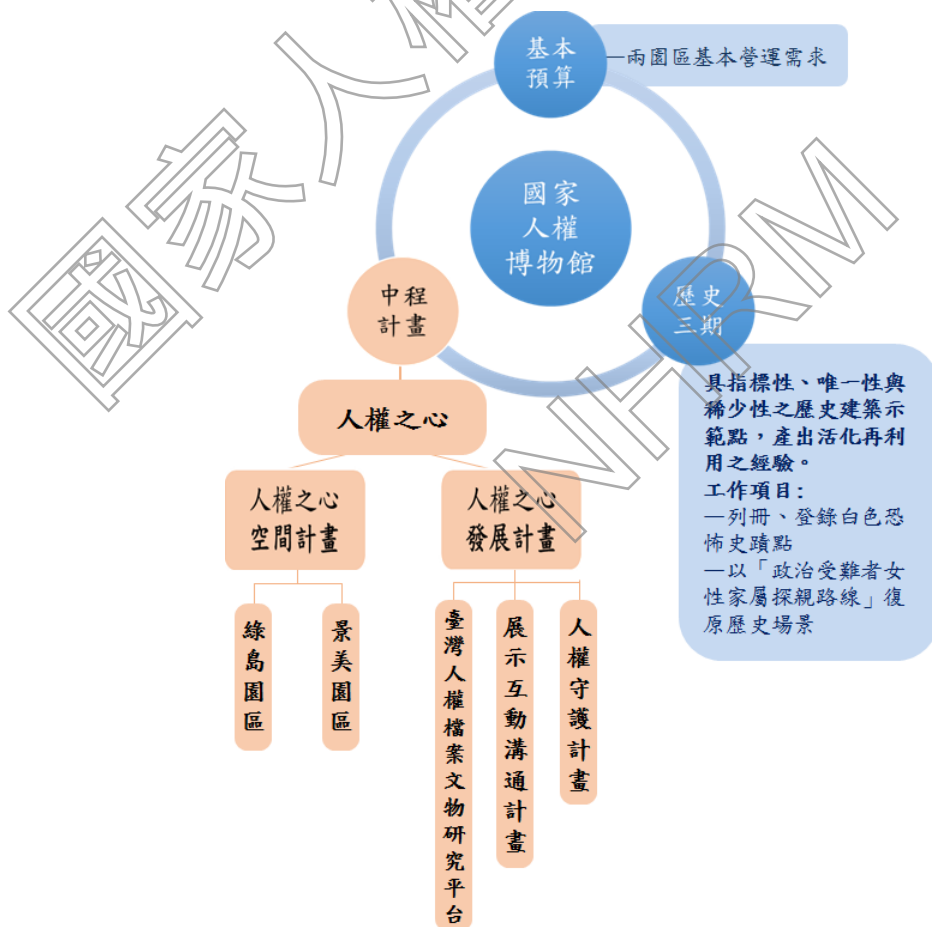 基本
預算
—兩園區基本營運需求
國家
人權
博物館
中程
計畫
歷史
三期
人權之心
具指標性、唯一性與
稀少性之歷史建築示
範點，產出活化再利
用之經驗。
工作項目:
—列冊、登錄白色恐
怖史蹟點
—以「政治受難者女
性家屬探親路線」復
原歷史場景
人權之心
空間計畫
人權之心
發展計畫
綠島園區
景美園區
臺灣人權檔案文物研究平台
展示互動溝通計畫
人權守護計畫
國家人權
NHRM